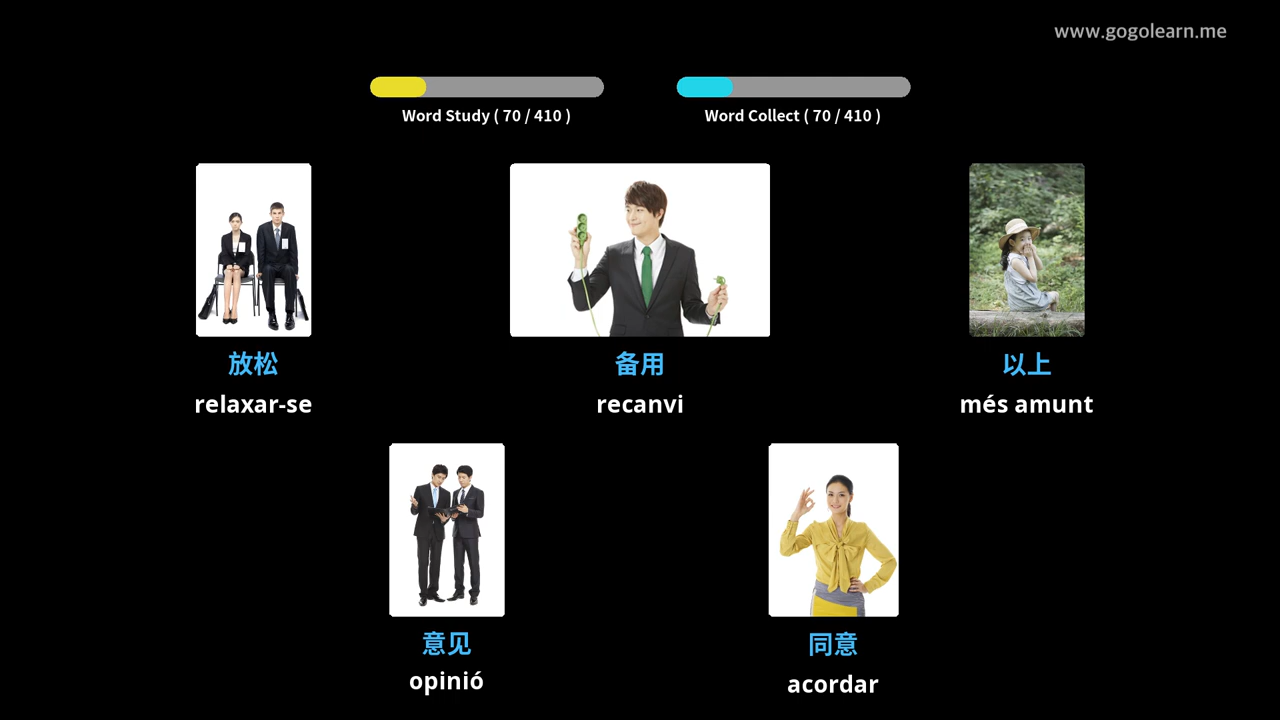 www.gogolearn.me
Word Study ( 70 / 410 )
Word Collect ( 70 / 410 )
放松
relaxar-se
备用
recanvi
以上
més amunt
意见
opinió
同意
acordar